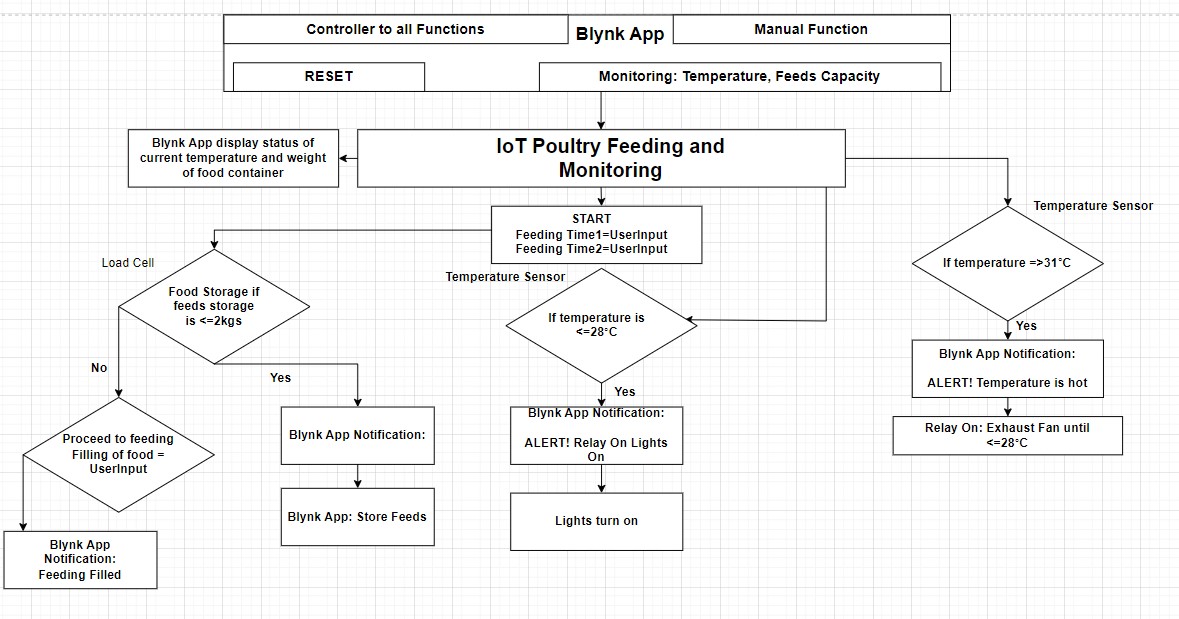 Controller to all Functions
Blynk App
Manual Function
RESET
Monitoring: Temperature, Feeds Capacity
Blynk App display status of
current temperature and weight
of food container
IoT Poultry Feeding and
Monitoring
START
Feeding Time1=UserInput
Feeding Time2=UserInput
Temperature Sensor
If temperature =>31°C
Load Cell
Food Storage if
feeds storage
is <=2kgs
Temperature Sensor
If temperature is
<=28°C
Yes
Blynk App Notification:
ALERT! Temperature is hot
Relay On: Exhaust Fan until
<=28°C
No
Yes
Yes
Proceed to feeding
Filling of food =
UserInput
Blynk App Notification:
Blynk App: Store Feeds
Blynk App Notification:
ALERT! Relay On Lights
On
Lights turn on
Blynk App
Notification:
Feeding Filled